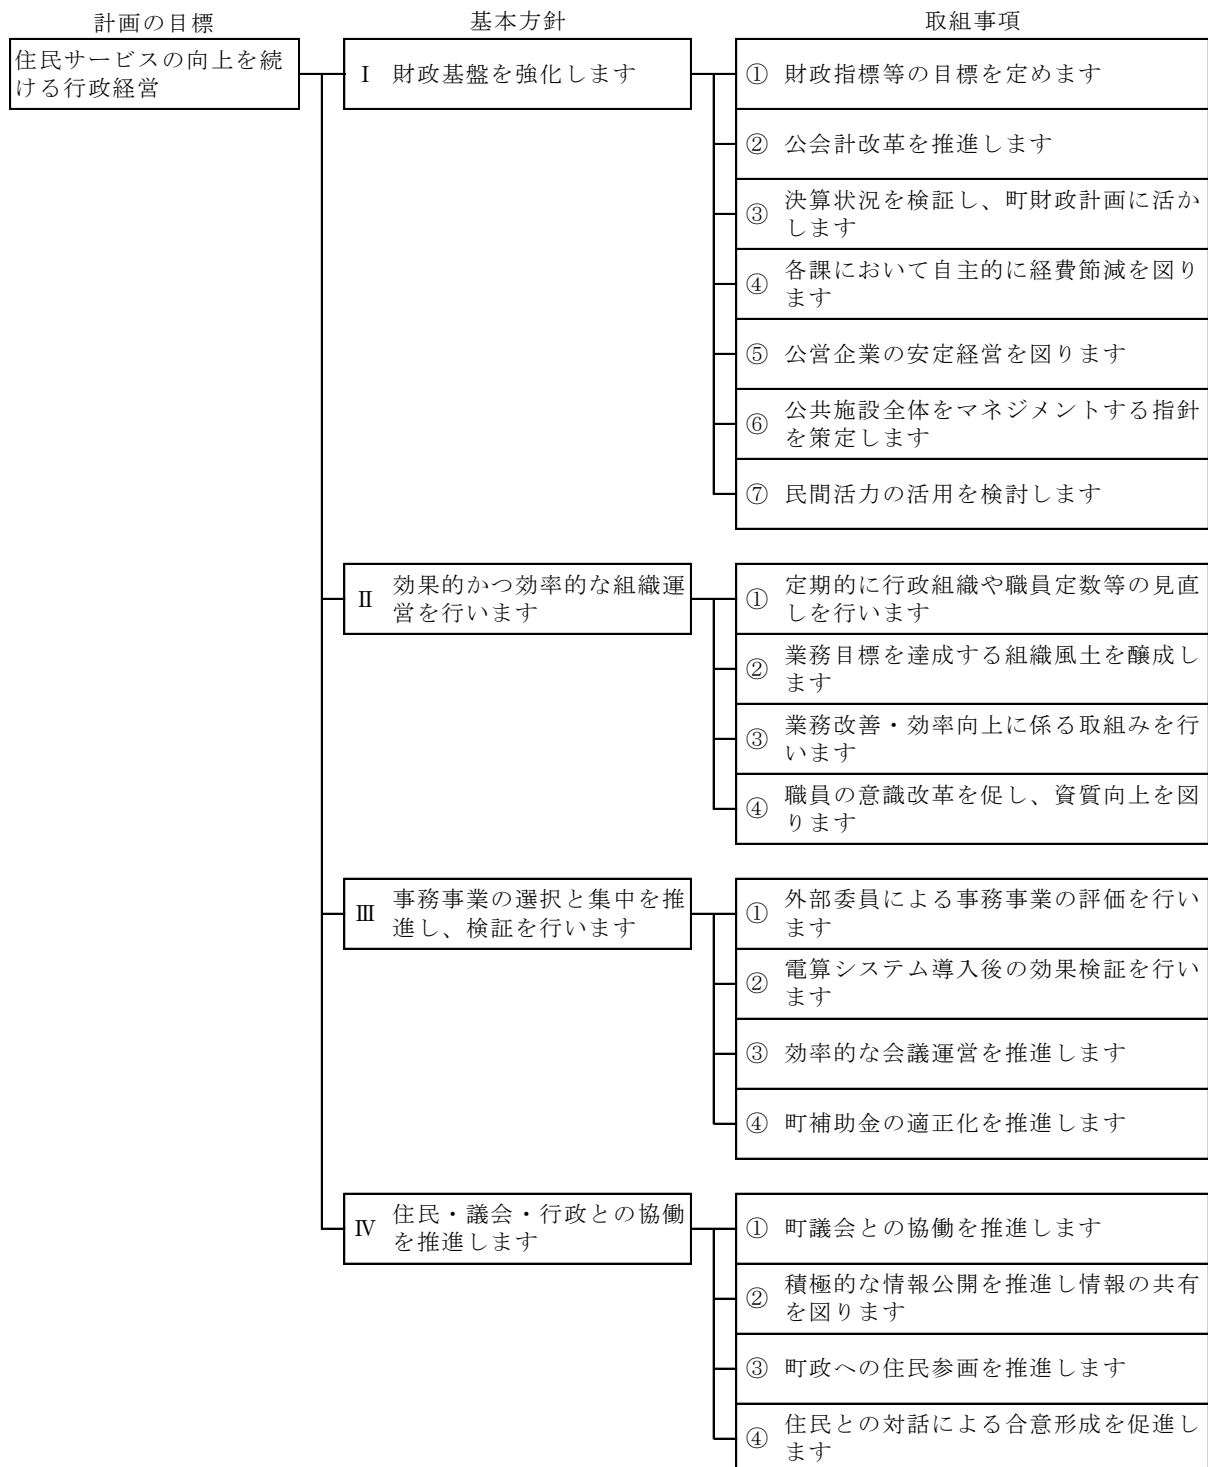 計画の目標
基本方針
取組事項
住民サービスの向上を続
ける行政経営
Ⅰ 財政基盤を強化します
① 財政指標等の目標を定めます
② 公会計改革を推進します
③ 決算状況を検証し、町財政計画に活か
します
④ 各課において自主的に経費節減を図り
ます
⑤ 公営企業の安定経営を図ります
⑥ 公共施設全体をマネジメントする指針
を策定します
⑦ 民間活力の活用を検討します
Ⅱ 効果的かつ効率的な組織運
営を行います
① 定期的に行政組織や職員定数等の見直
しを行います
② 業務目標を達成する組織風土を醸成し
ます
③ 業務改善・効率向上に係る取組みを行
います
④ 職員の意識改革を促し、資質向上を図
ります
Ⅲ 事務事業の選択と集中を推
進し、検証を行います
① 外部委員による事務事業の評価を行い
ます
② 電算システム導入後の効果検証を行い
ます
③ 効率的な会議運営を推進します
④ 町補助金の適正化を推進します
Ⅳ 住民・議会・行政との協働
を推進します
① 町議会との協働を推進します
② 積極的な情報公開を推進し情報の共有
を図ります
③ 町政への住民参画を推進します
④ 住民との対話による合意形成を促進し
ます